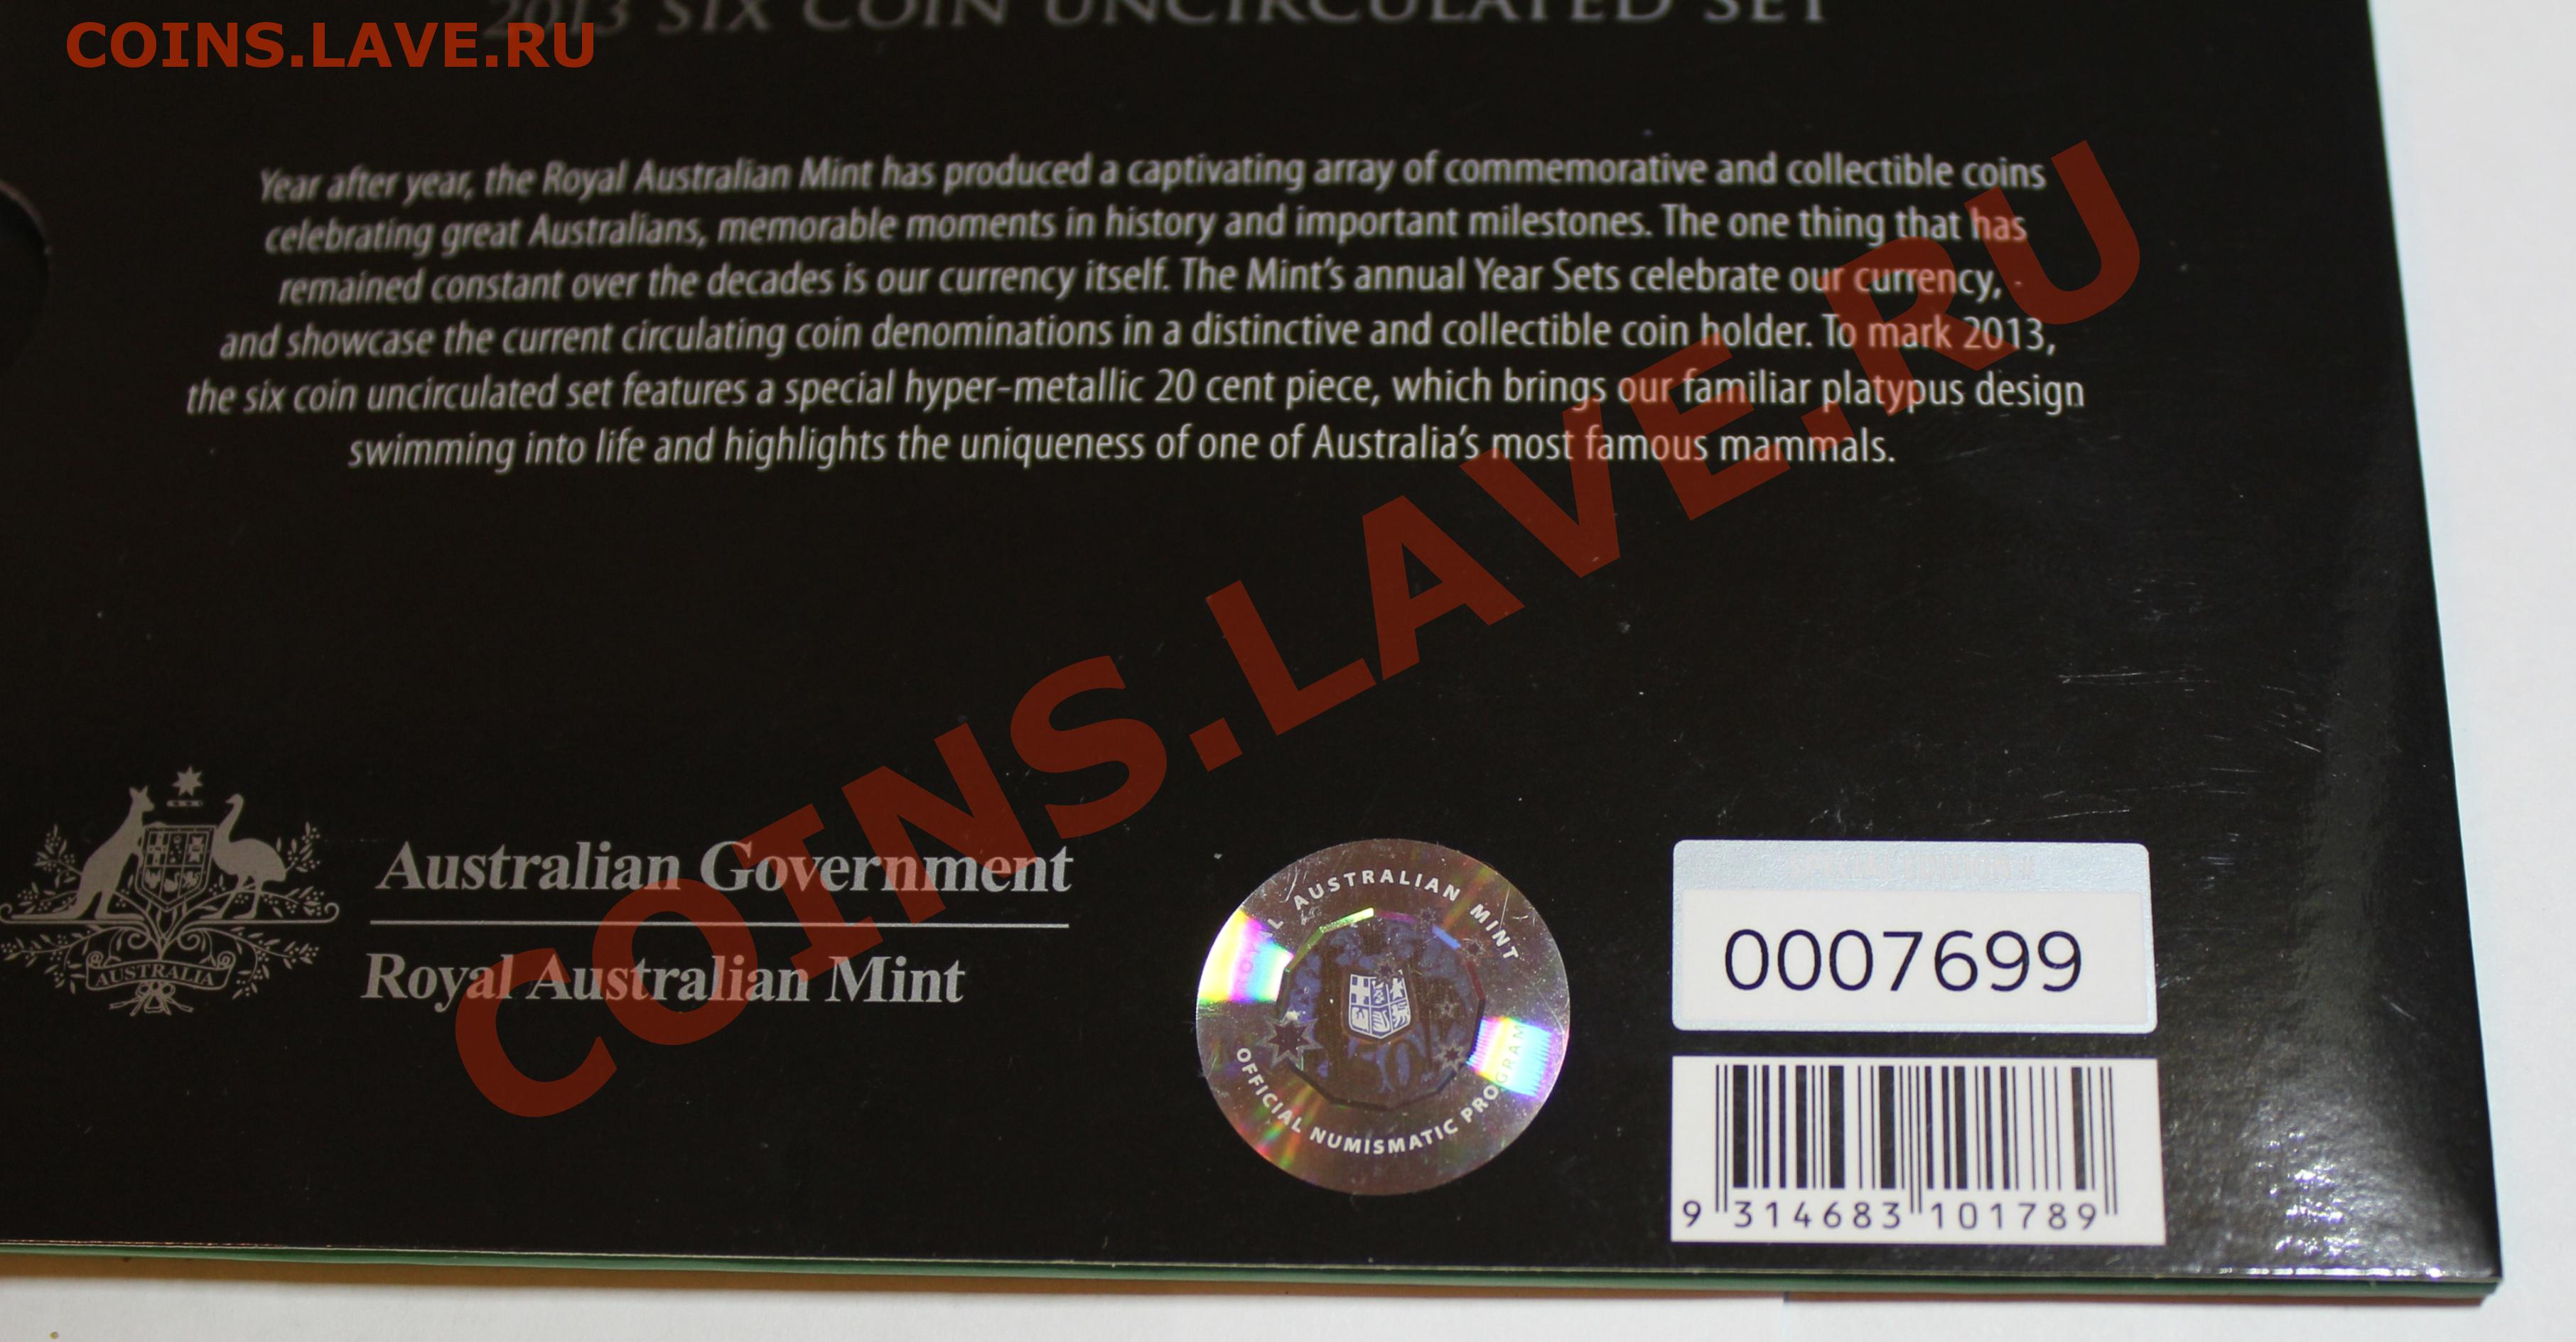 2013 SIX COIN UNCIRCULATED SET
COINS.LAVE.RU
Year after year, the Royal Australian Mint has produced a captivating array of commemorative and collectible coins
celebrating great Australians, memorable moments in history and important milestones. The one thing that has
remained constant over the decades is our currency itself. The Mint's annual Year Sets celebrate our currency,
and showcase the current circulating coin denominations in a distinctive and collectible coin holder. To mark 2013,
the six coin uncirculated set features a special hyper-metallic 20 cent piece, which brings our familiar platypus design
swimming into life and highlights the uniqueness of one of Australia's most famous mammals.
COINS.LAVE.RU
AUSTRALIA
Australian Government
Royal Australian Mint
ROYAL AUSTRALIAN MINT
50
OFFICIAL NUMISMATIC PROGRAM
0007699
9 314683 101789